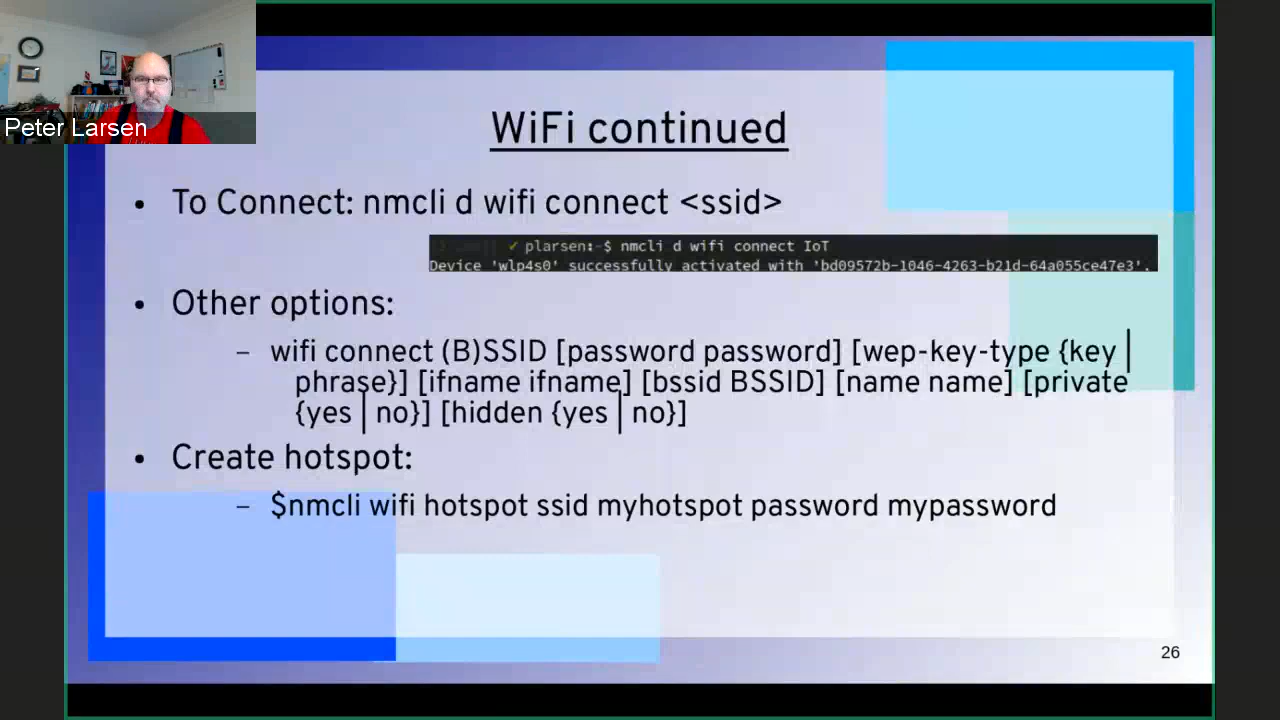 Peter Larsen
WiFi continued
• To Connect: nmcli d wifi connect <ssid>
✓ plarsen:~$ nmcli d wifi connect IoT
Device 'wlp4s0' successfully activated with 'bd09572b-1046-4263-b21d-64a055ce47e3'.
• Other options:
– wifi connect (B)SSID [password password] [wep-key-type {key |
phrase}] [ifname ifname] [bssid BSSID] [name name] [private
{yes | no}] [hidden {yes | no}]
• Create hotspot:
– $nmcli wifi hotspot ssid myhotspot password mypassword
26